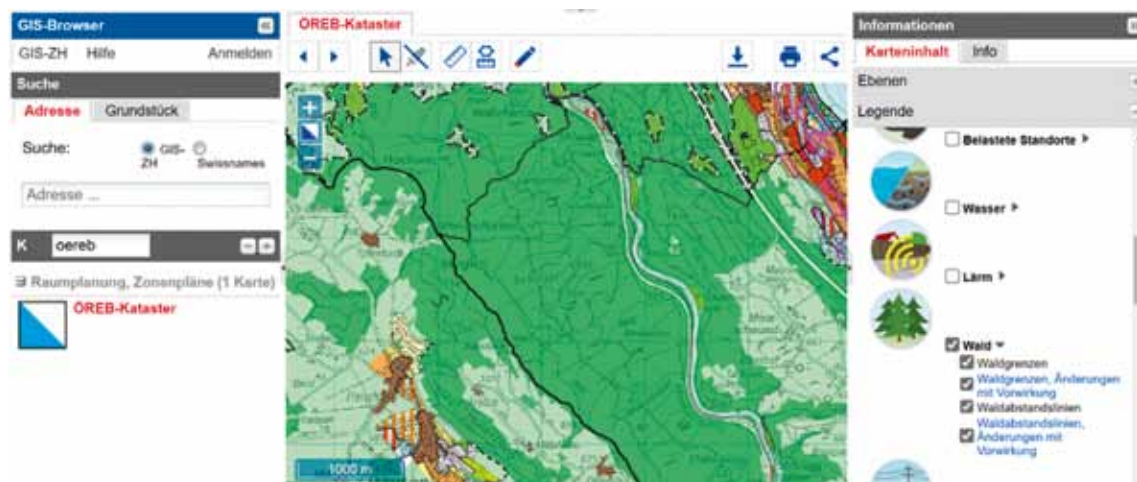 GIS-Browser
GIS-ZH Hilfe Anmelden
Suche
Adresse Grundstück
Suche: GIS-ZH Swissnames
Adresse ...
K oereb
Raumplanung, Zonenpläne (1 Karte)
ÖREB-Kataster
ÖREB-Kataster
1000 m
Informationen
Karteninhalt Info
Ebenen
Legende
Belastete Standorte
Wasser
Lärm
Wald
Waldgrenzen
Waldgrenzen, Änderungen
mit Vorwirkung
Waldabstandslinien
Waldabstandslinien,
Änderungen mit
Vorwirkung